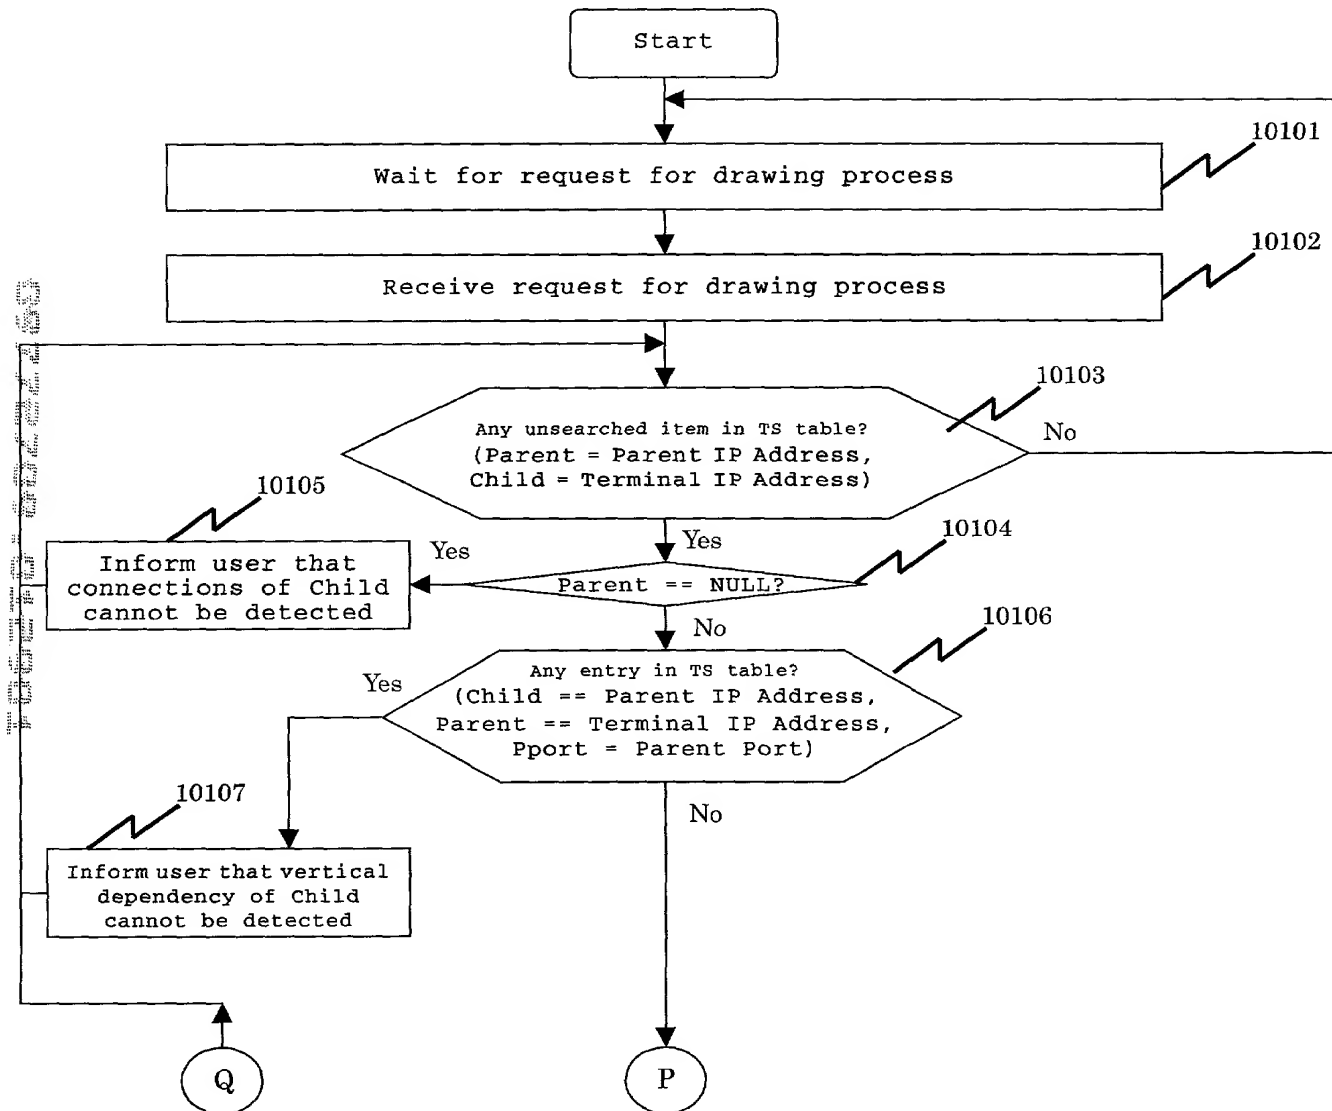 Start
10101
Wait for request for drawing process
10102
Receive request for drawing process
10103
Any unsearched item in TS table?
(Parent = Parent IP Address,
Child = Terminal IP Address)
No
10105
Yes
10104
Inform user that
connections of Child
cannot be detected
Yes
Parent == NULL?
No
10106
Any entry in TS table?
(Child == Parent IP Address,
Parent == Terminal IP Address,
Pport = Parent Port)
Yes
10107
No
Inform user that vertical
dependency of Child
cannot be detected
Q
P